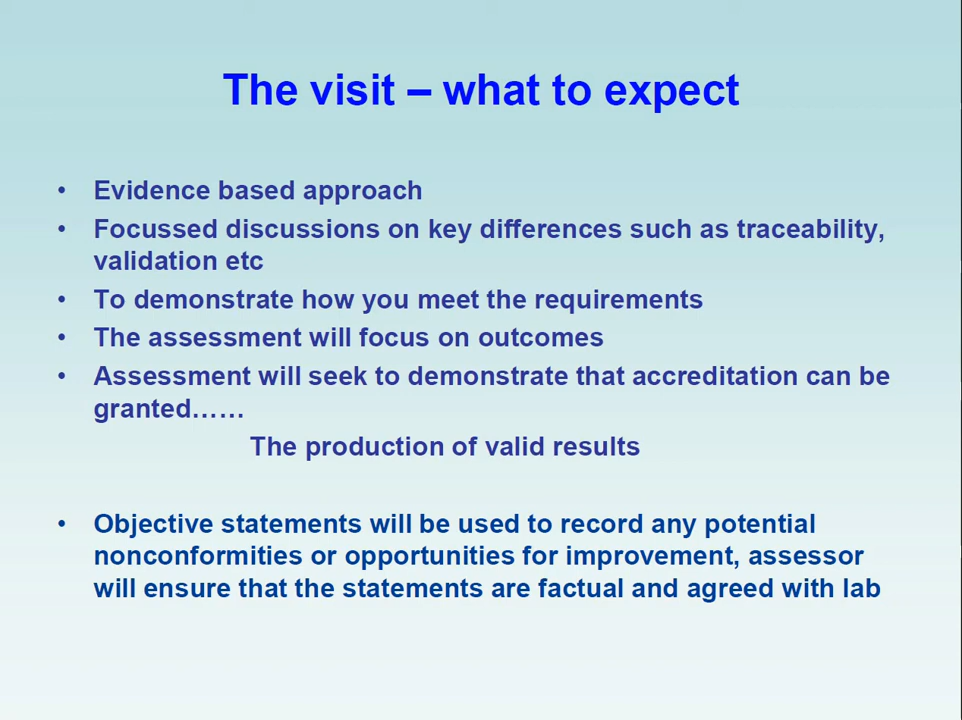 The visit – what to expect
• Evidence based approach
• Focussed discussions on key differences such as traceability,
validation etc
• To demonstrate how you meet the requirements
• The assessment will focus on outcomes
• Assessment will seek to demonstrate that accreditation can be
granted……
The production of valid results
• Objective statements will be used to record any potential
nonconformities or opportunities for improvement, assessor
will ensure that the statements are factual and agreed with lab